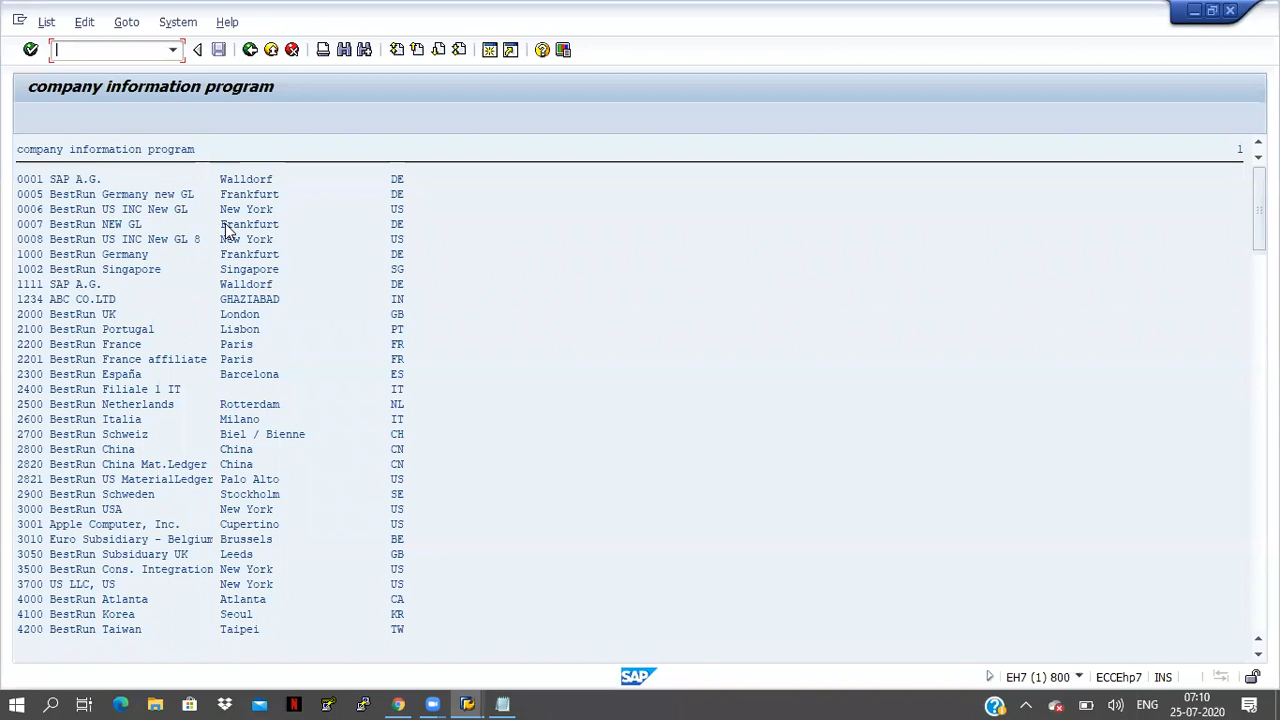 List Edit Goto System Help
company information program
company information program 1
0001 SAP A.G. Walldorf DE
0005 BestRun Germany new GL Frankfurt DE
0006 BestRun US INC New GL New York US
0007 BestRun NEW GL Frankfurt DE
0008 BestRun US INC New GL 8 New York US
1000 BestRun Germany Frankfurt DE
1002 BestRun Singapore Singapore SG
1111 SAP A.G. Walldorf DE
1234 ABC CO.LTD GHAZIABAD IN
2000 BestRun UK London GB
2100 BestRun Portugal Lisbon PT
2200 BestRun France Paris FR
2201 BestRun France affiliate Paris FR
2300 BestRun España Barcelona ES
2400 BestRun Filiale 1 IT IT
2500 BestRun Netherlands Rotterdam NL
2600 BestRun Italia Milano IT
2700 BestRun Schweiz Biel / Bienne CH
2800 BestRun China China CN
2820 BestRun China Mat.Ledger China CN
2821 BestRun US MaterialLedger Palo Alto US
2900 BestRun Schweden Stockholm SE
3000 BestRun USA New York US
3001 Apple Computer, Inc. Cupertino US
3010 Euro Subsidiary - Belgium Brussels BE
3050 BestRun Subsiduary UK Leeds GB
3500 BestRun Cons. Integration New York US
3700 US LLC, US New York US
4000 BestRun Atlanta Atlanta CA
4100 BestRun Korea Seoul KR
4200 BestRun Taiwan Taipei TW
SAP
EH7 (1) 800 ECCEhp7 INS
ENG
07:10
25-07-2020